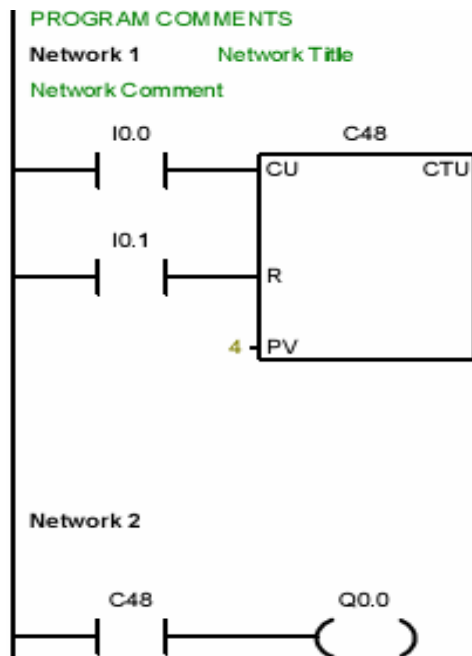 PROGRAM COMMENTS
Network 1 Network Title
Network Comment
I0.0 C48
CU CTU
I0.1
R
4 PV
Network 2
C48 Q0.0